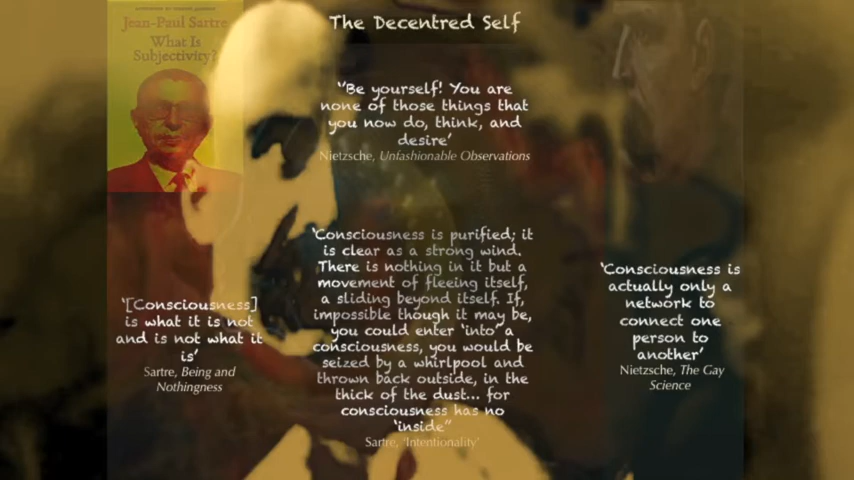 The Decentred Self
Jean-Paul Sartre
What Is
Subjectivity?
"Be yourself! You are
none of those things that
you now do, think, and
desire'
Nietzsche, Unfashionable Observations
'Consciousness is purified; it
is clear as a strong wind.
There is nothing in it but a
movement of fleeing itself,
a sliding beyond itself. If,
impossible though it may be,
you could enter 'into' a
consciousness, you would be
seized by a whirlpool and
thrown back outside, in the
thick of the dust... for
consciousness has no
'inside''
Sartre, 'Intentionality'
'[Consciousness]
is what it is not
and is not what it
is'
Sartre, Being and
Nothingness
'Consciousness is
actually only a
network to
connect one
person to
another'
Nietzsche, The Gay
Science